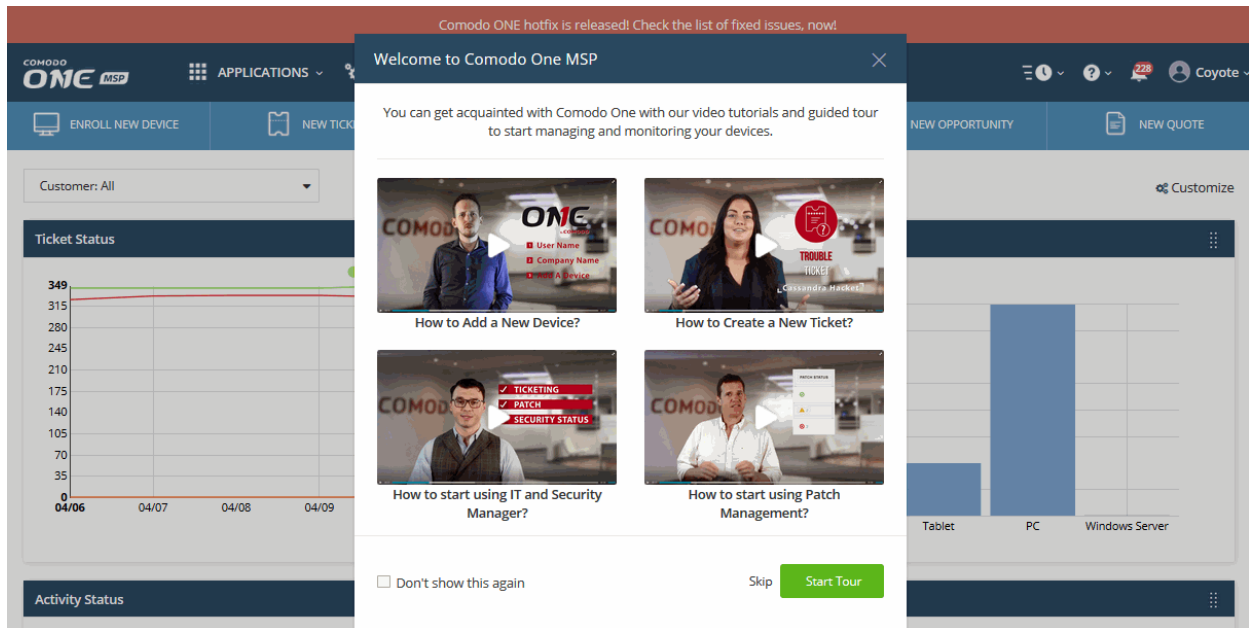 Comodo ONE hotfix is released! Check the list of fixed issues, now!
COMODO
ONE MSP
APPLICATIONS
228
Coyote
ENROLL NEW DEVICE
NEW TICK
NEW OPPORTUNITY
NEW QUOTE
Customer: All
Customize
Ticket Status
349
315
280
245
210
175
140
105
70
35
0
04/06
04/07
04/08
04/09
Welcome to Comodo One MSP
You can get acquainted with Comodo One with our video tutorials and guided tour
to start managing and monitoring your devices.
COMOD
ONE
User Name
Company Name
Add A Device
How to Add a New Device?
COMO
TROUBLE
TICKET
Cassandra Hacket?
How to Create a New Ticket?
COMOD
TICKETING
PATCH
SECURITY STATUS
How to start using IT and Security
Manager?
COMOD
PATCH STATUS
How to start using Patch
Management?
Don't show this again
Skip
Start Tour
Tablet
PC
Windows Server
Activity Status